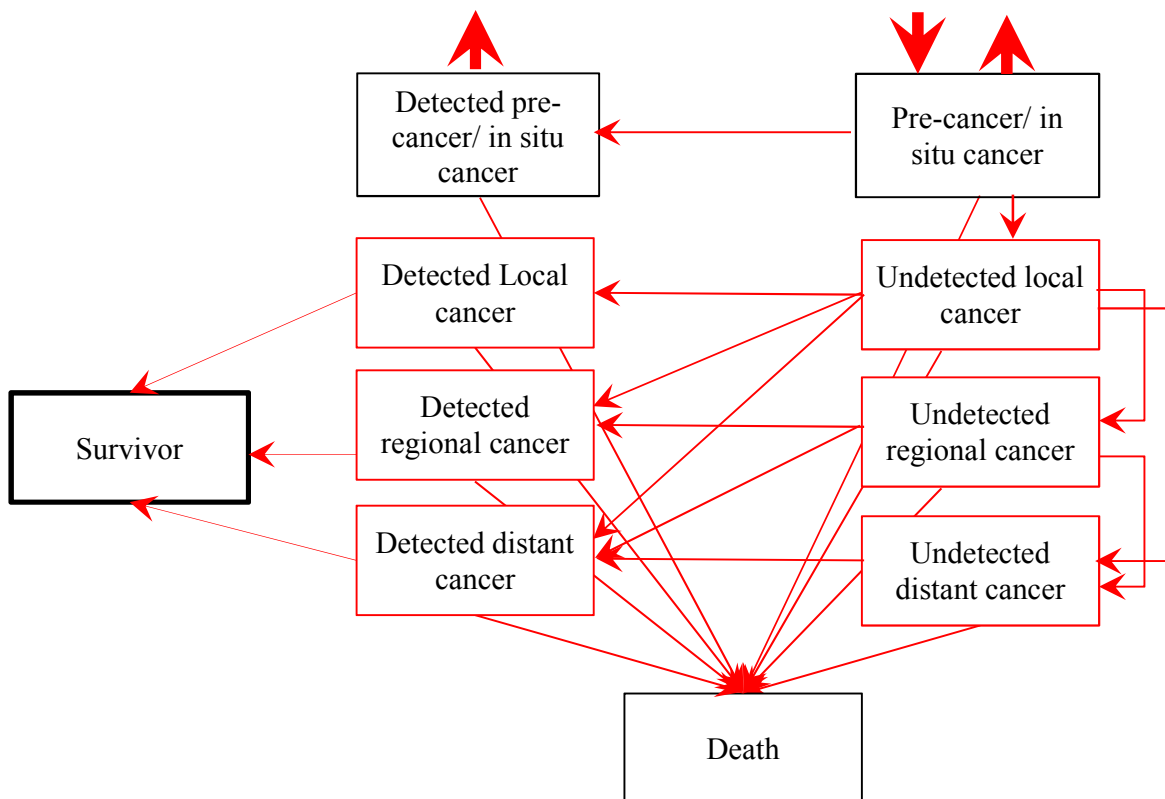 Detected pre-
cancer/ in situ
cancer
Pre-cancer/ in
situ cancer
Detected Local
cancer
Undetected local
cancer
Survivor
Detected
regional cancer
Undetected
regional cancer
Detected distant
cancer
Undetected
distant cancer
Death